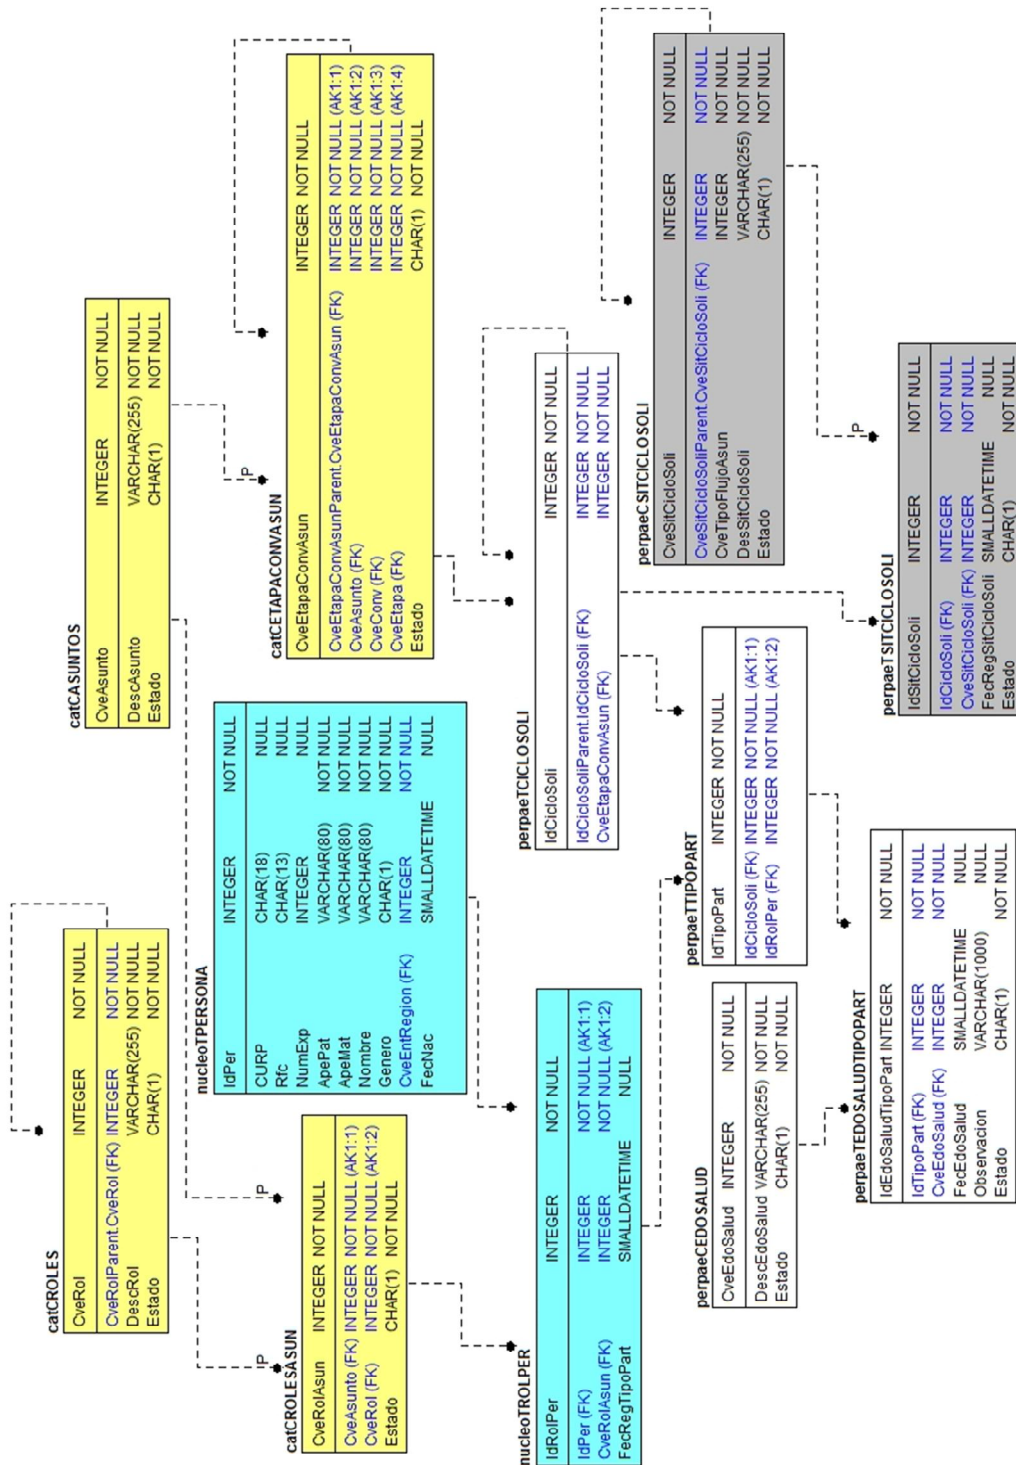 catCROLES
CveRol INTEGER NOT NULL
CveRolParent.CveRol (FK) INTEGER NOT NULL
DescRol VARCHAR(255) NOT NULL
Estado CHAR(1) NOT NULL
catCASUNTOS
CveAsunto INTEGER NOT NULL
DescAsunto VARCHAR(255) NOT NULL
Estado CHAR(1) NOT NULL
P
P
P
catCROLESASUN
CveRolAsun INTEGER NOT NULL
CveAsunto (FK) INTEGER NOT NULL (AK1:1)
CveRol (FK) INTEGER NOT NULL (AK1:2)
Estado CHAR(1) NOT NULL
nucleoTPERSONA
IdPer INTEGER NOT NULL
CURP CHAR(18) NULL
Rfc CHAR(13) NULL
NumExp INTEGER NULL
ApePat VARCHAR(80) NOT NULL
ApeMat VARCHAR(80) NOT NULL
Nombre VARCHAR(80) NOT NULL
Genero CHAR(1) NOT NULL
CveEntRegion (FK) INTEGER NOT NULL
FecNac SMALLDATETIME NULL
catCETAPACONVASUN
CveEtapaConvAsun INTEGER NOT NULL
CveEtapaConvAsunParent.CveEtapaConvAsun (FK) INTEGER NOT NULL (AK1:1)
CveAsunto (FK) INTEGER NOT NULL (AK1:2)
CveConv (FK) INTEGER NOT NULL (AK1:3)
CveEtapa (FK) INTEGER NOT NULL (AK1:4)
Estado CHAR(1) NOT NULL
nucleoTROLPER
IdRolPer INTEGER NOT NULL
IdPer (FK) INTEGER NOT NULL (AK1:1)
CveRolAsun (FK) INTEGER NOT NULL (AK1:2)
FecRegTipoPart SMALLDATETIME NULL
perpaeTCICLOSOLI
IdCicloSoli INTEGER NOT NULL
IdCicloSoliParent.IdCicloSoli (FK) INTEGER NOT NULL
CveEtapaConvAsun (FK) INTEGER NOT NULL
perpaeCSITCICLOSOLI
CveSitCicloSoli INTEGER NOT NULL
CveSitCicloSoliParent.CveSitCicloSoli (FK) INTEGER NOT NULL
CveTipoFlujoAsun INTEGER NOT NULL
DesSitCicloSoli VARCHAR(255) NOT NULL
Estado CHAR(1) NOT NULL
perpaeCEDOSALUD
CveEdoSalud INTEGER NOT NULL
DescEdoSalud VARCHAR(255) NOT NULL
Estado CHAR(1) NOT NULL
perpaeTTIPOPART
IdTipoPart INTEGER NOT NULL
IdCicloSoli (FK) INTEGER NOT NULL (AK1:1)
IdRolPer (FK) INTEGER NOT NULL (AK1:2)
P
perpaeTEDOSALUDTIPOPART
IdEdoSaludTipoPart INTEGER NOT NULL
IdTipoPart (FK) INTEGER NOT NULL
CveEdoSalud (FK) INTEGER NOT NULL
FecEdoSalud SMALLDATETIME NULL
Observacion VARCHAR(1000) NULL
Estado CHAR(1) NOT NULL
perpaeTSITCICLOSOLI
IdSitCicloSoli INTEGER NOT NULL
IdCicloSoli (FK) INTEGER NOT NULL
CveSitCicloSoli (FK) INTEGER NOT NULL
FecRegSitCicloSoli SMALLDATETIME NULL
Estado CHAR(1) NOT NULL